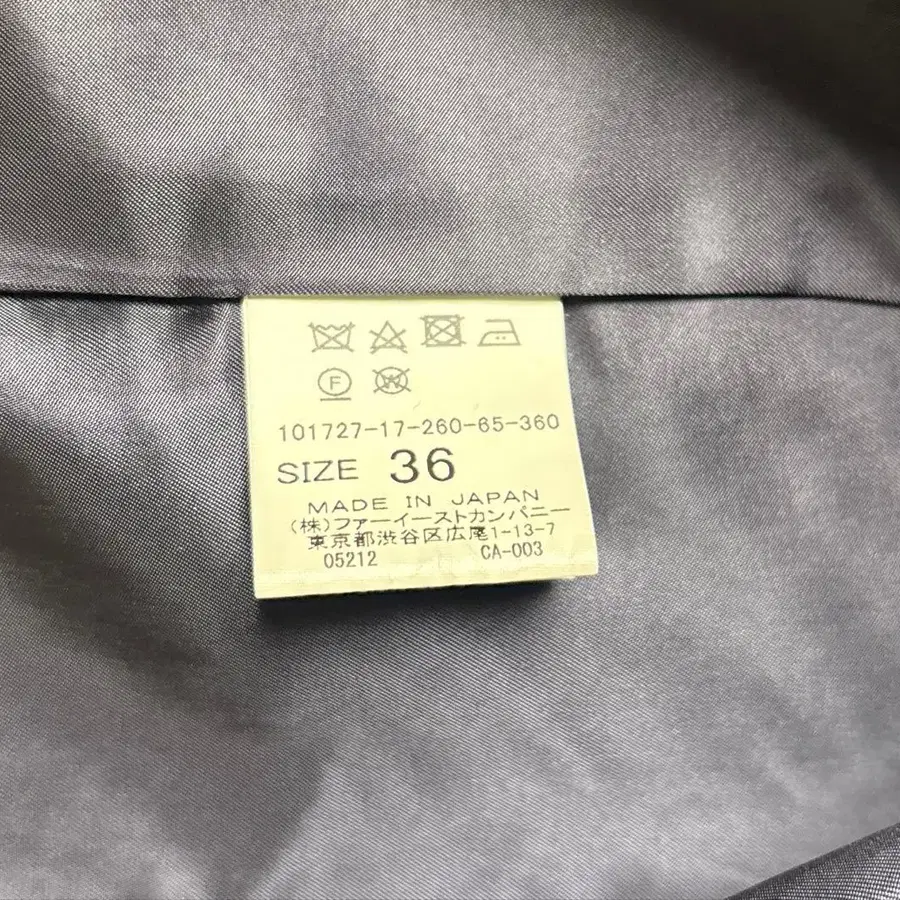 F
W
101727-17-260-65-360
SIZE 36
MADE IN JAPAN
(株)ファーイーストカンパニー
東京都渋谷区広尾1-13-7
05212 CA-003